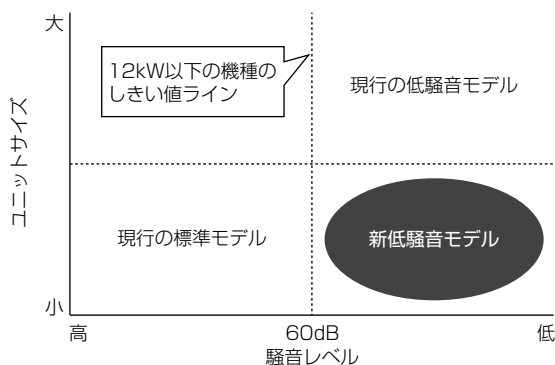 大
12kW以下の機種の
しきい値ライン
現行の低騒音モデル
ユニットサイズ
現行の標準モデル
新低騒音モデル
小
高
60dB
低
騒音レベル